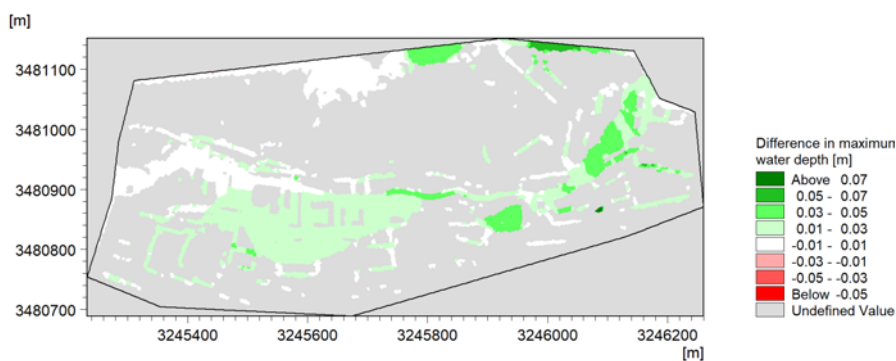 [m]
3481100
3481000
3480900
3480800
3480700
3245400
3245600
3245800
3246000
3246200
[m]
Difference in maximum
water depth [m]
Above 0.07
0.05 - 0.07
0.03 - 0.05
0.01 - 0.03
-0.01 - 0.01
-0.03 - -0.01
-0.05 - -0.03
Below -0.05
Undefined Value